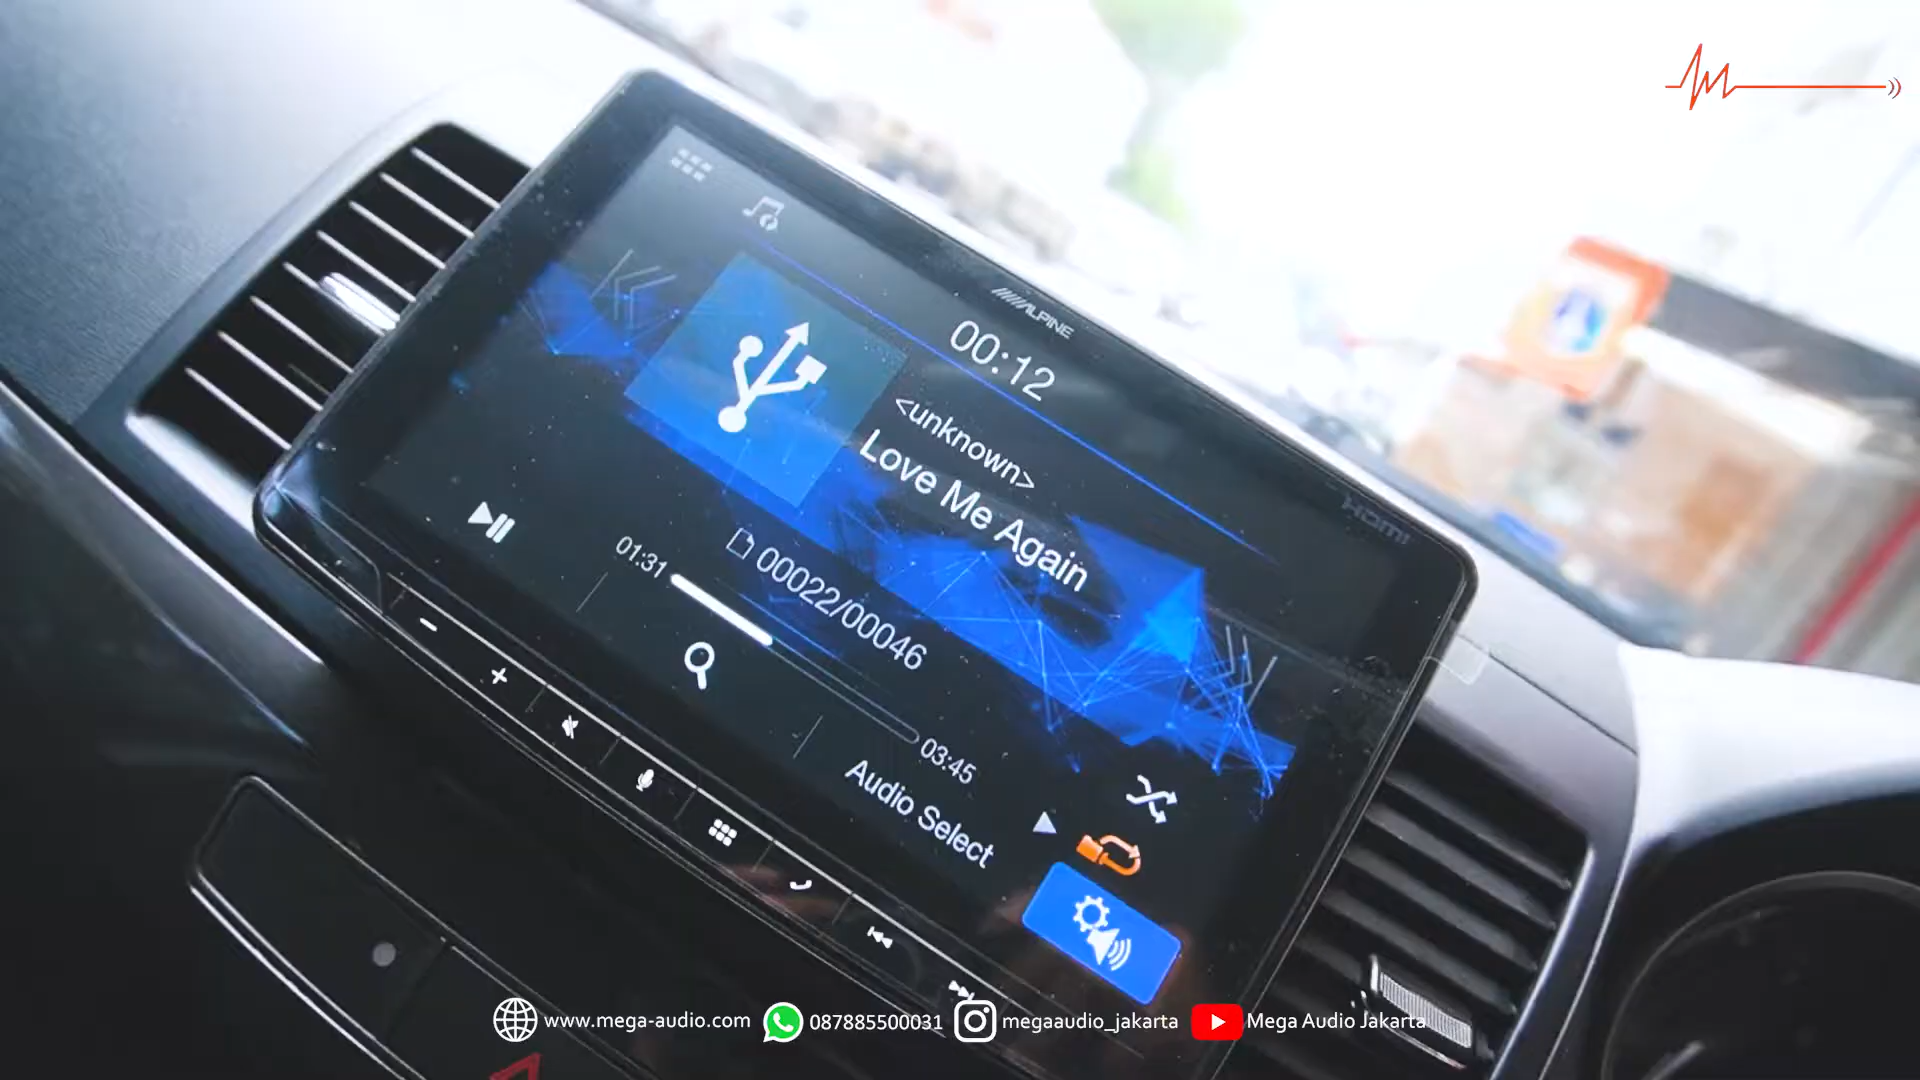 ALPINE
00:12
<unknown>
Love Me Again
HDMI
00022/00046
01:31
03:45
Audio Select
www.mega-audio.com
087885500031
megaaudio_jakarta
Mega Audio Jakarta